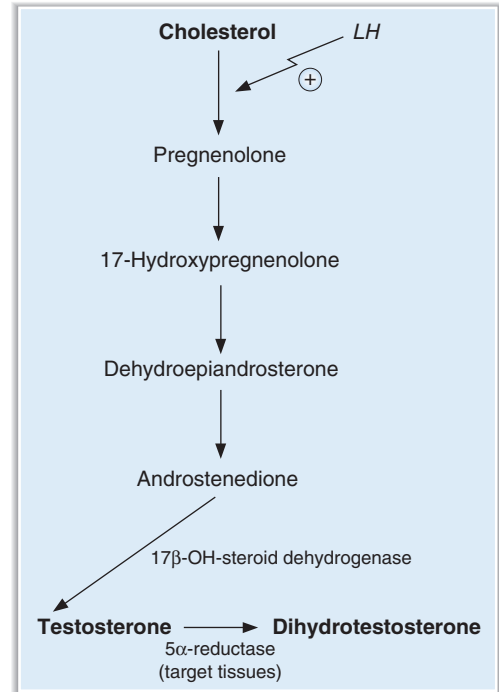 Cholesterol LH
+
Pregnenolone
17-Hydroxypregnenolone
Dehydroepiandrosterone
Androstenedione
17β-OH-steroid dehydrogenase
Testosterone Dihydrotestosterone
5α-reductase
(target tissues)